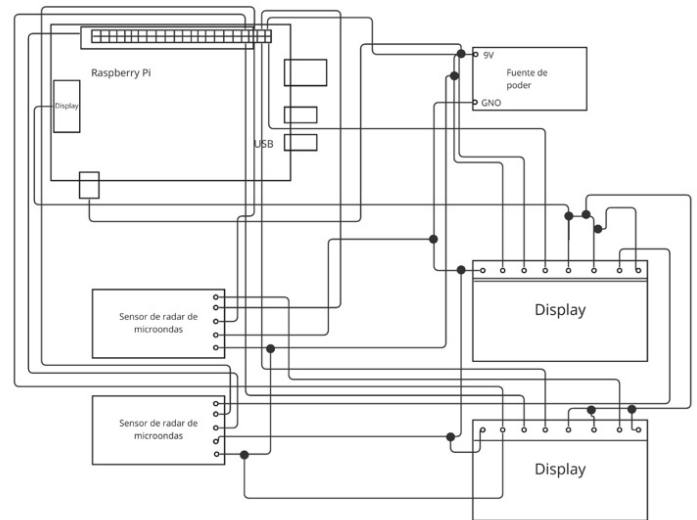 9V
Fuente de
poder
Raspberry Pi
Display
GNO
USB
Display
Sensor de radar de
microondas
Sensor de radar de
microondas
Display